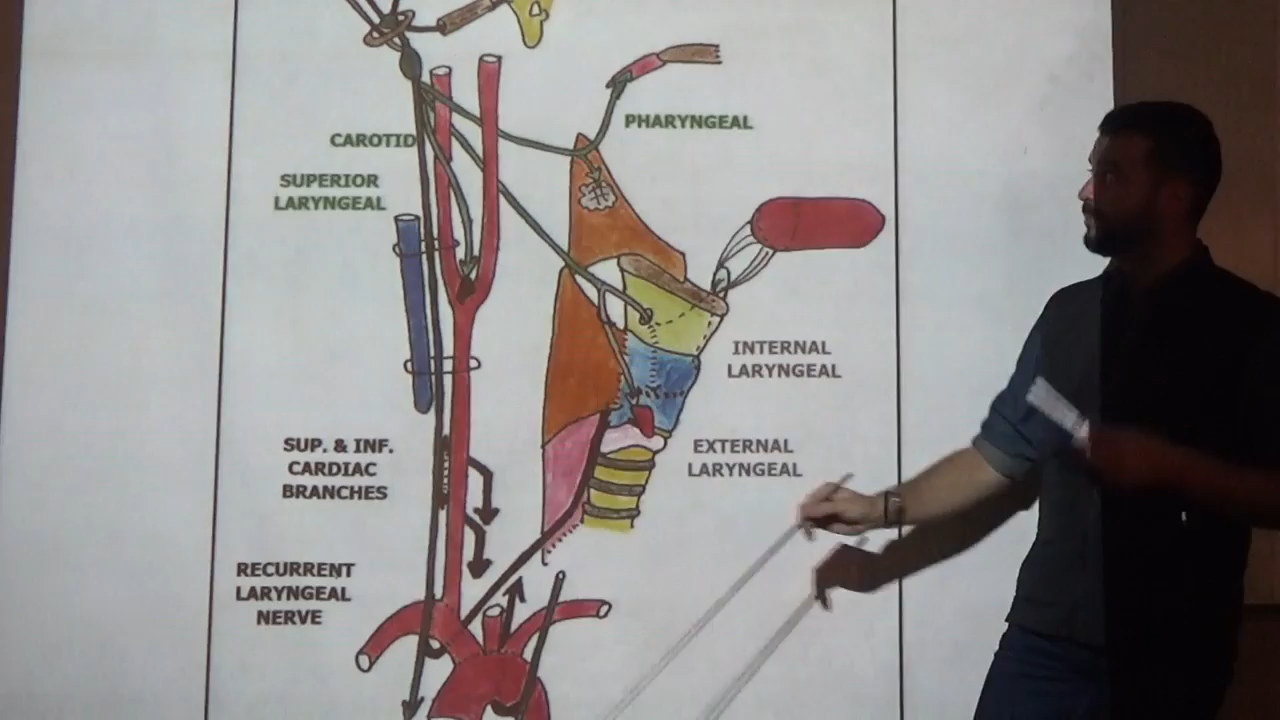 PHARYNGEAL
CAROTID
SUPERIOR
LARYNGEAL
INTERNAL
LARYNGEAL
SUP. & INF.
CARDIAC
BRANCHES
EXTERNAL
LARYNGEAL
RECURRENT
LARYNGEAL
NERVE